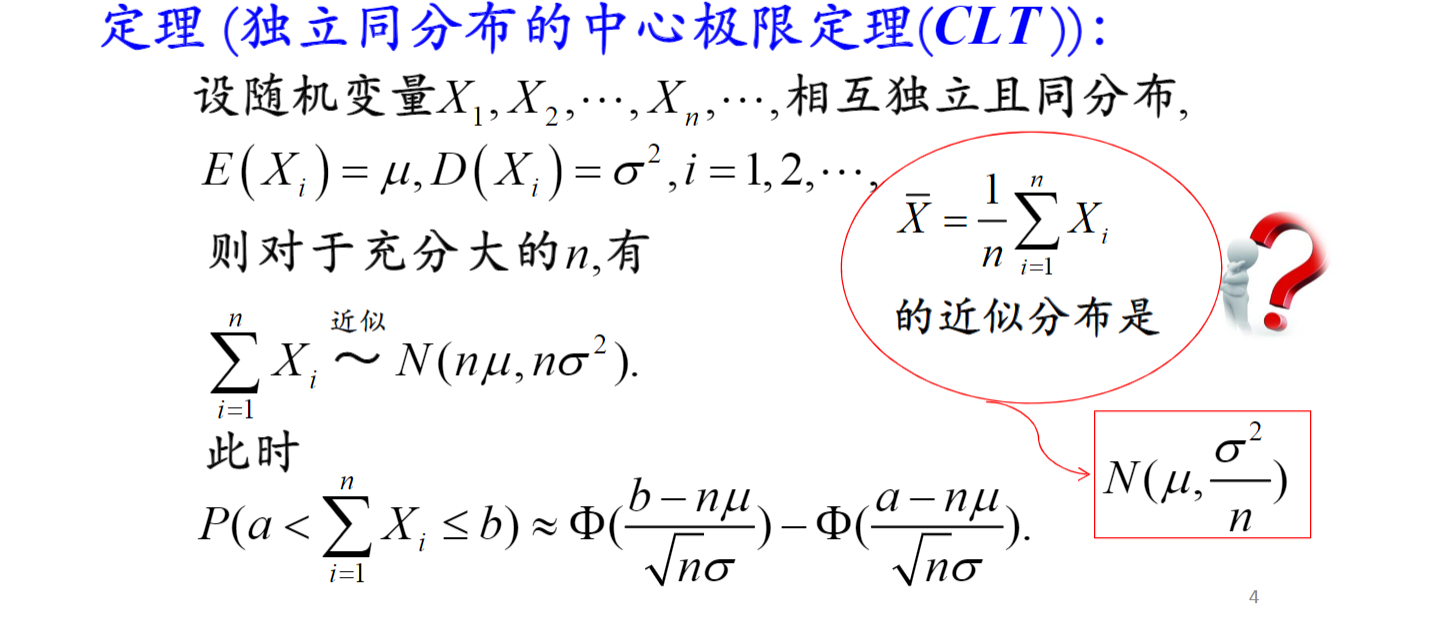 定理 (独立同分布的中心极限定理(CLT)):
设随机变量X₁, X₂, ⋯, Xₙ, ⋯, 相互独立且同分布,
E(Xᵢ) = μ, D(Xᵢ) = σ², i = 1, 2, ⋯,
则对于充分大的n, 有
∑ᵢ₌₁ⁿ Xᵢ ~(近似) N(nμ, nσ²).
此时
P(a < ∑ᵢ₌₁ⁿ Xᵢ ≤ b) ≈ Φ((b − nμ)/(√nσ)) − Φ((a − nμ)/(√nσ)).
X̅ = 1/n ∑ᵢ₌₁ⁿ Xᵢ
的近似分布是
?
N(μ, σ²/n)
4